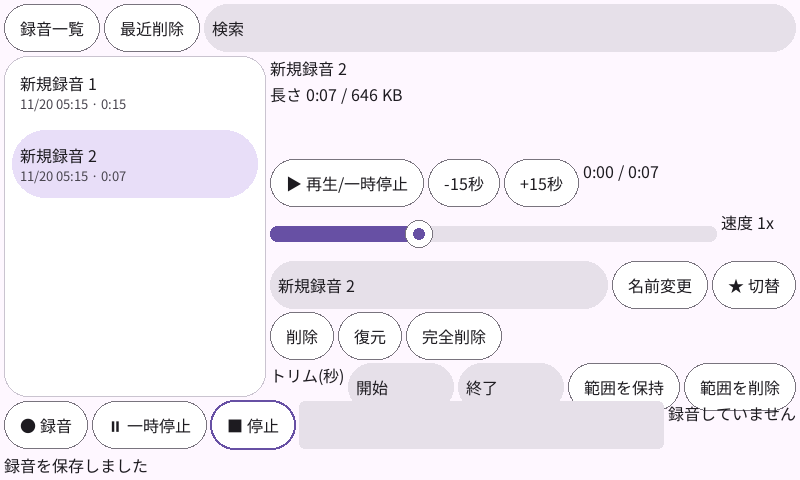 録音一覧 最近削除 検索
新規録音 1
11/20 05:15 · 0:15
新規録音 2
11/20 05:15 · 0:07
新規録音 2
長さ 0:07 / 646 KB
▶ 再生/一時停止 -15秒 +15秒 0:00 / 0:07
速度 1x
新規録音 2 名前変更 ★ 切替
削除 復元 完全削除
トリム(秒) 開始 終了 範囲を保持 範囲を削除
● 録音 ⏸ 一時停止 ■ 停止 録音していません
録音を保存しました